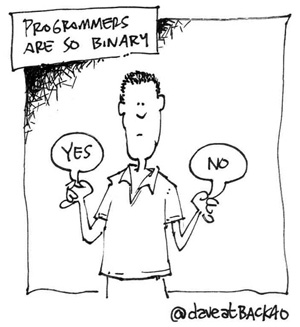 PROGRAMMERS
ARE SO BINARY
YES
NO
@daveatBACK40